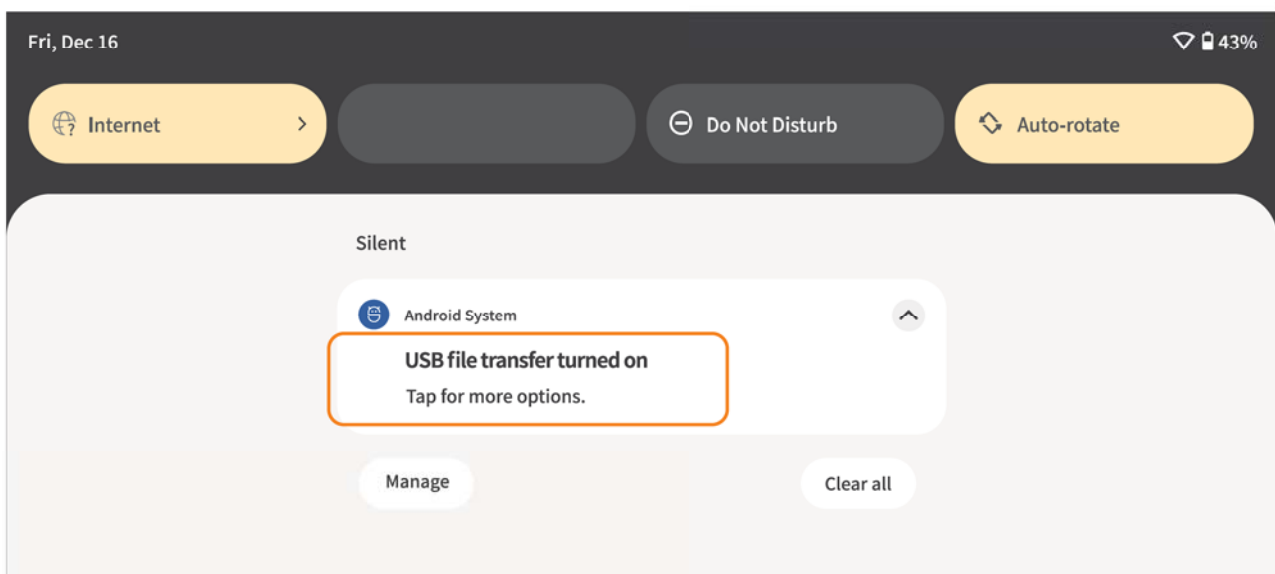 Fri, Dec 16
43%
Internet
Do Not Disturb
Auto-rotate
Silent
Android System
USB file transfer turned on
Tap for more options.
Manage
Clear all